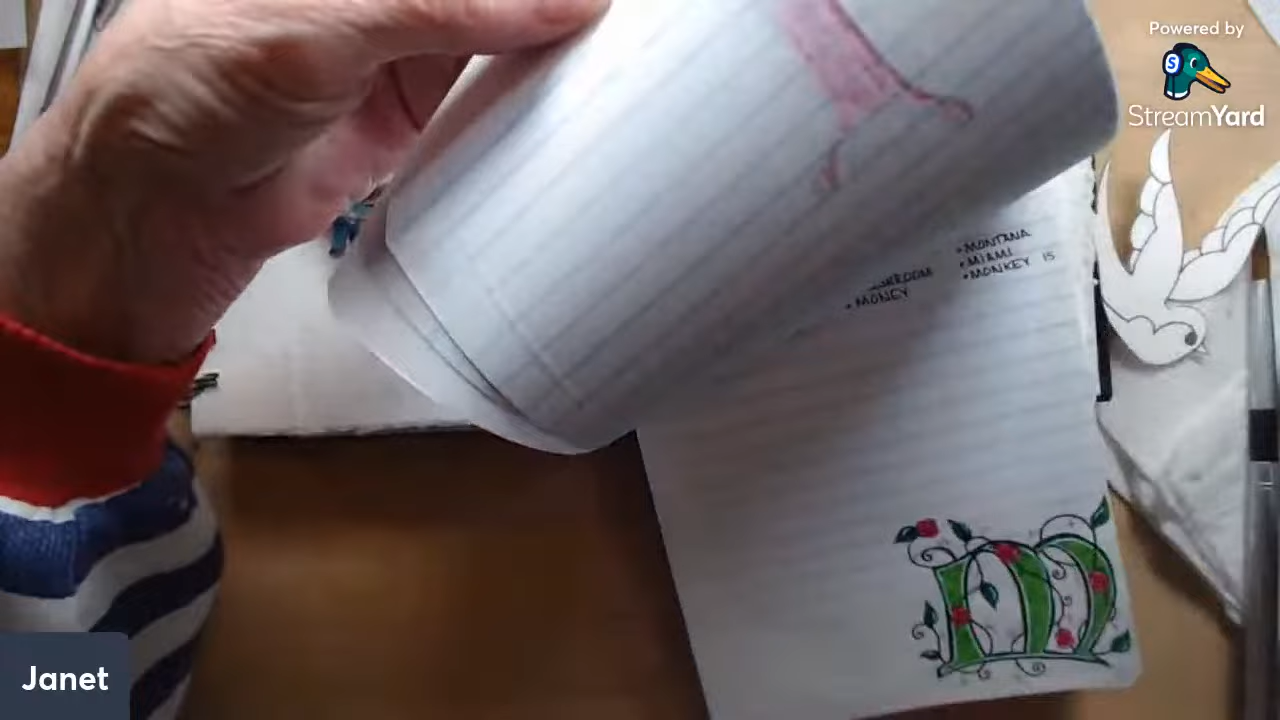 Powered by
StreamYard
• MONTANA
• MIAMI
• MONKEY IS
• MONEY
m
Janet